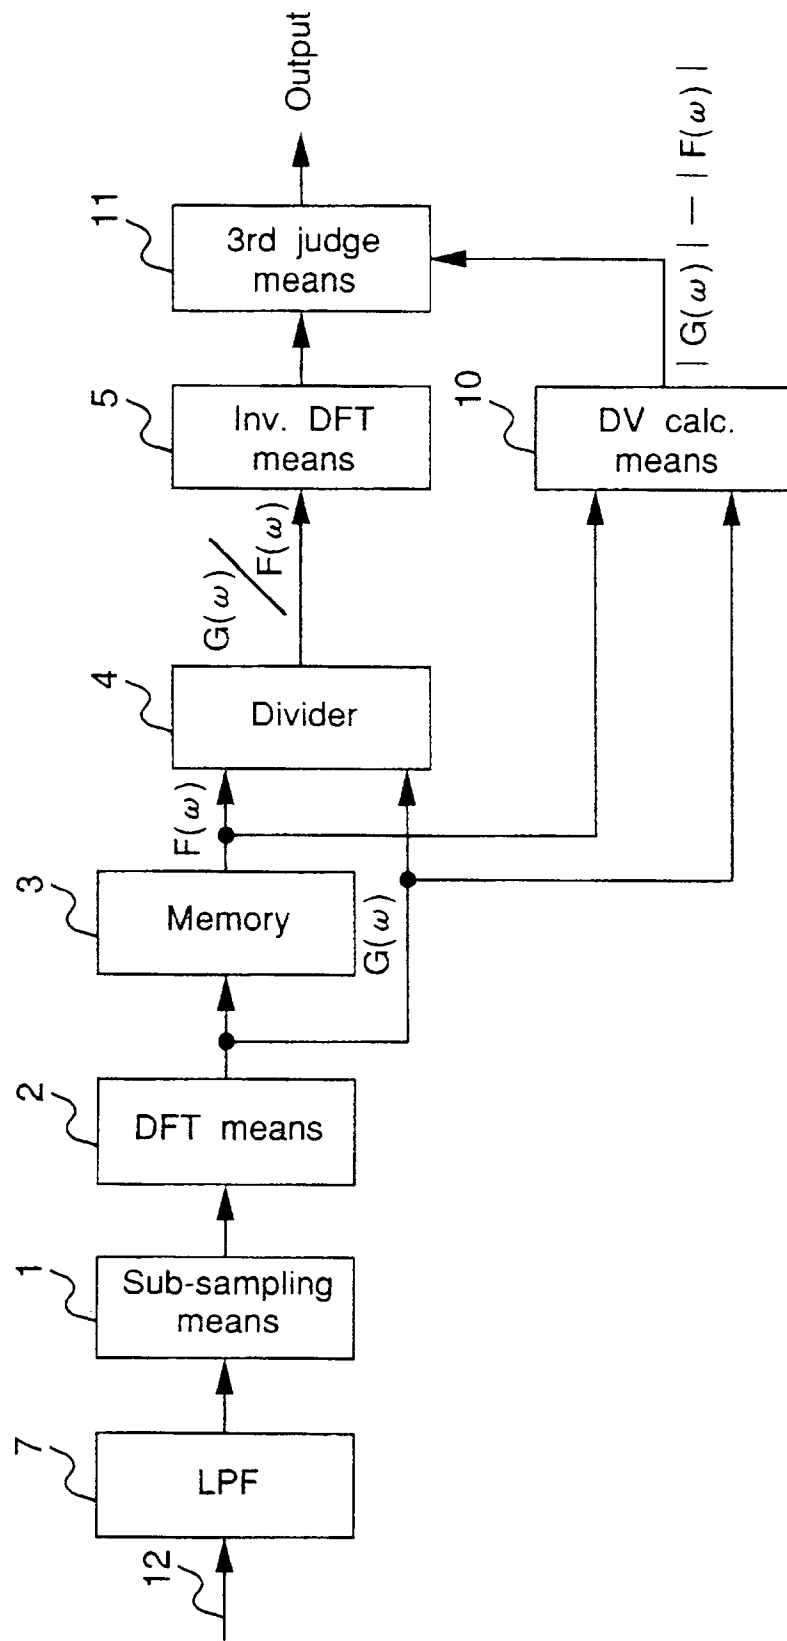 12
7
LPF
1
Sub-sampling
means
2
DFT means
3
Memory
F(ω)
G(ω)
4
Divider
G(ω)/F(ω)
5
Inv. DFT
means
10
DV calc.
means
|G(ω)|−|F(ω)|
11
3rd judge
means
Output